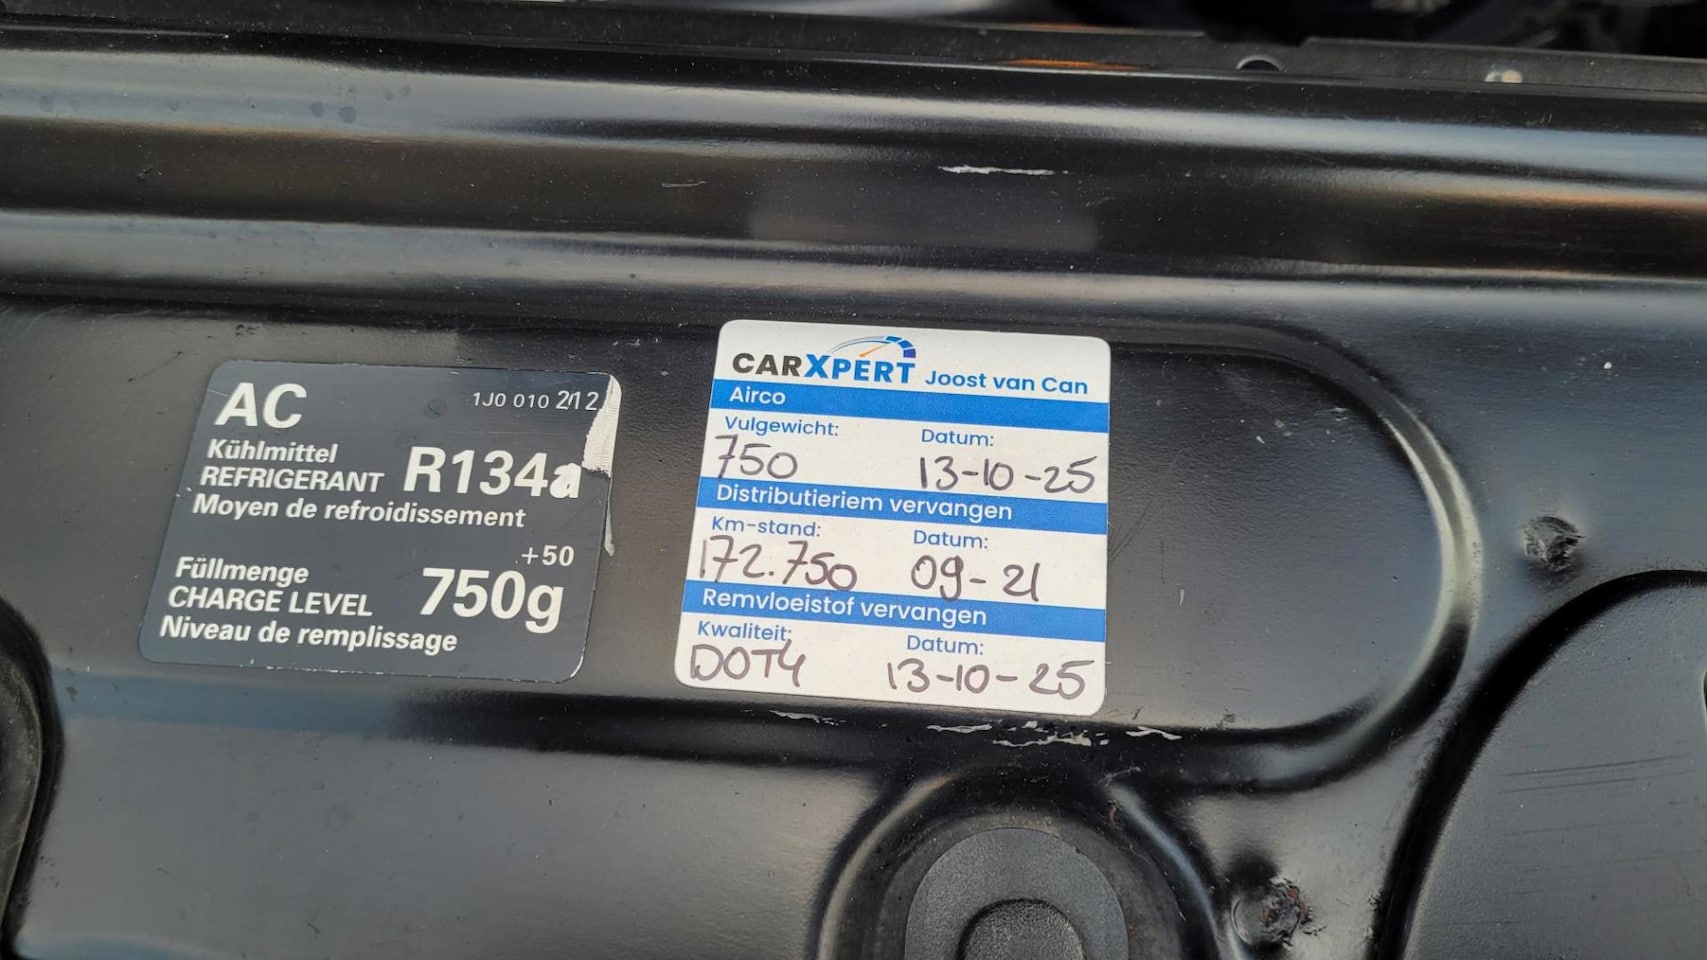 AC 1J0 010 212
Kühlmittel
REFRIGERANT R134a
Moyen de refroidissement
+50
Füllmenge
CHARGE LEVEL 750g
Niveau de remplissage
CARXPERT Joost van Can
Airco
Vulgewicht: Datum:
750 13-10-25
Distributieriem vervangen
Km-stand: Datum:
172.750 09-21
Remvloeistof vervangen
Kwaliteit: Datum:
DOT4 13-10-25